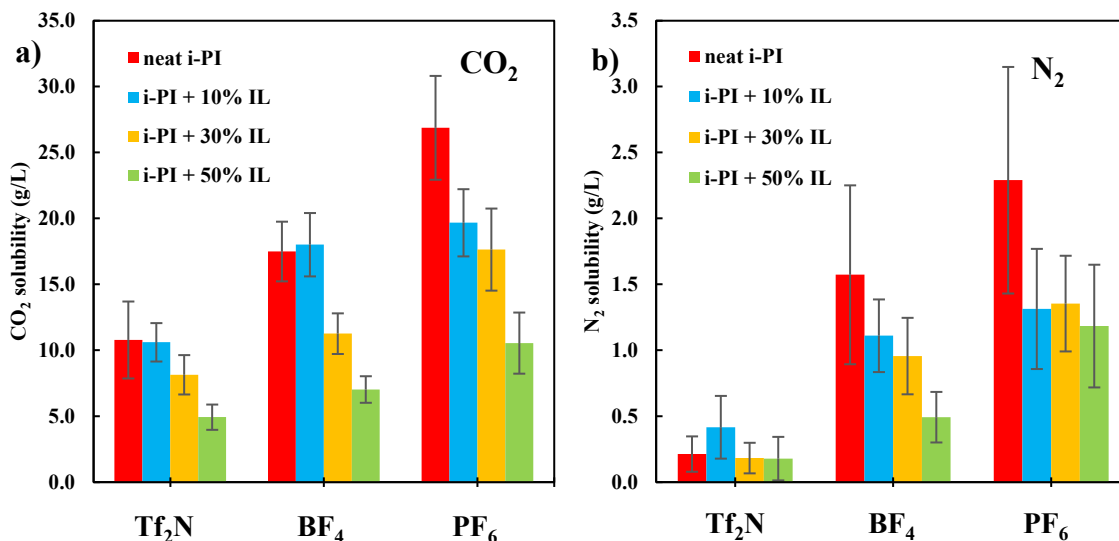 a)
CO2
neat i-PI
i-PI + 10% IL
i-PI + 30% IL
i-PI + 50% IL
CO2 solubility (g/L)
35.0
30.0
25.0
20.0
15.0
10.0
5.0
0.0
Tf2N
BF4
PF6
b)
N2
neat i-PI
i-PI + 10% IL
i-PI + 30% IL
i-PI + 50% IL
N2 solubility (g/L)
3.5
3.0
2.5
2.0
1.5
1.0
0.5
0.0
Tf2N
BF4
PF6